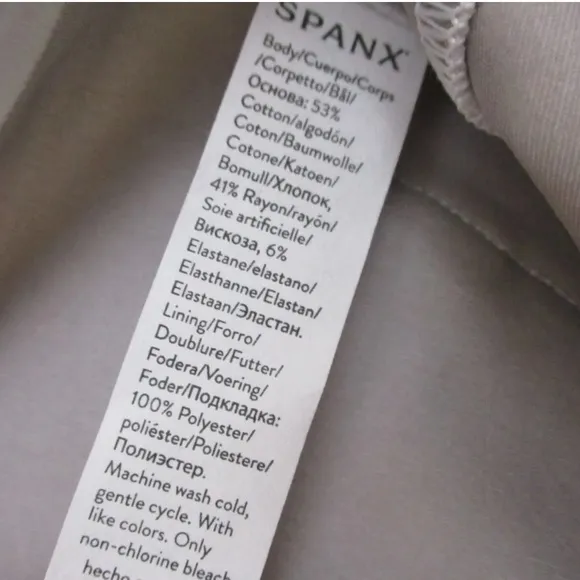 SPANX
Body/Cuerpo/Corps
/Corpetto/Bål/
Основа: 53%
Cotton/algodón/
Coton/Baumwolle/
Cotone/Katoen/
Bomull/Хлопок,
41% Rayon/rayón/
Soie artificielle/
Вискоза, 6%
Elastane/elastano/
Elasthanne/Elastan/
Elastaan/Эластан.
Lining/Forro/
Doublure/Futter/
Fodera/Voering/
Foder/Подкладка:
100% Polyester/
poliéster/Poliestere/
Полиэстер.
Machine wash cold,
gentle cycle. With
like colors. Only
non-chlorine bleach
hecho